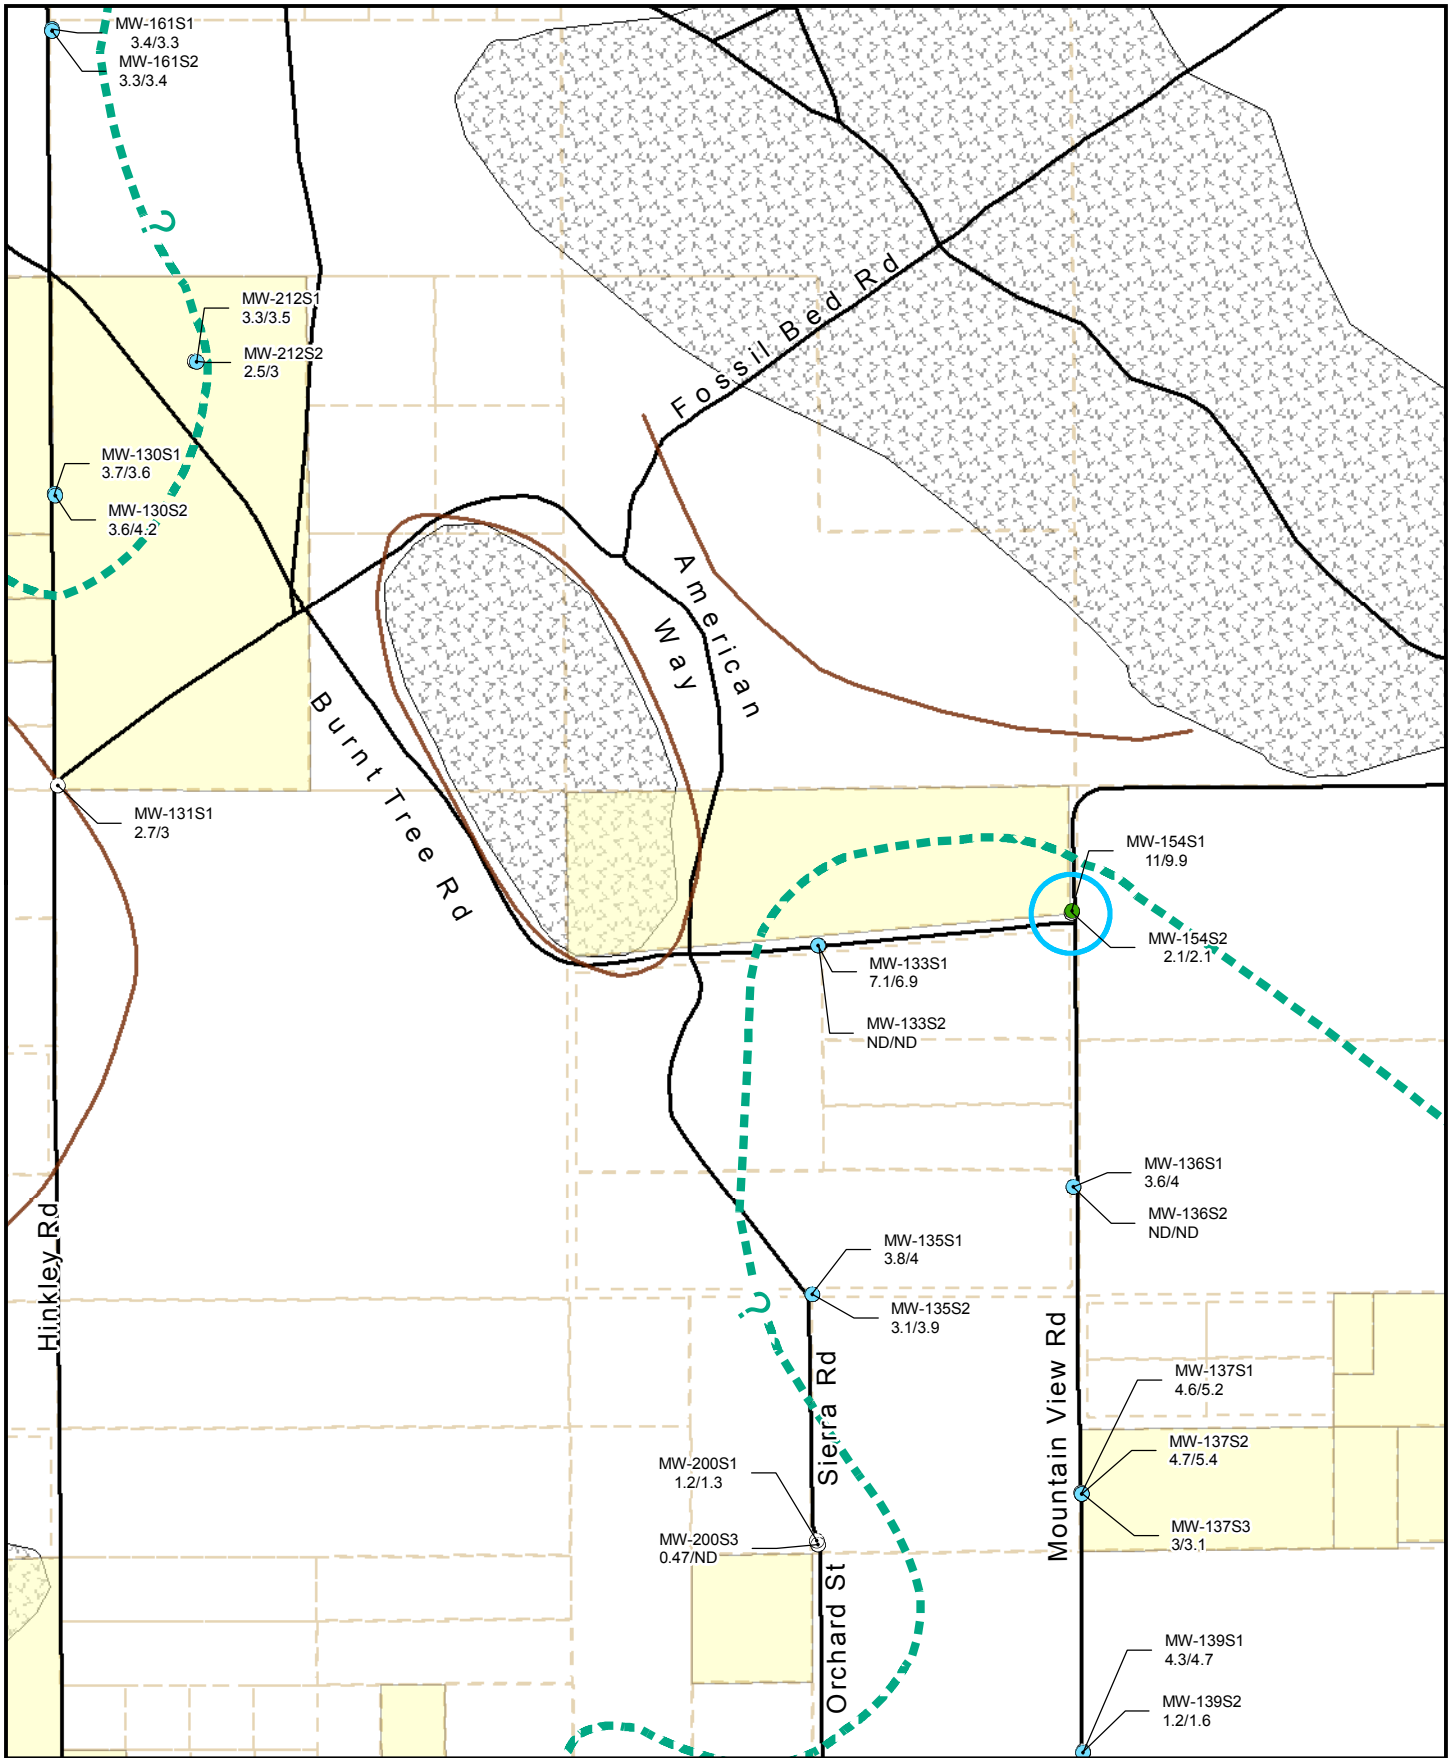 MW-161S1
3.4/3.3
MW-161S2
3.3/3.4
?
MW-212S1
3.3/3.5
MW-212S2
2.5/3
Fossil Bed Rd
MW-130S1
3.7/3.6
MW-130S2
3.6/4.2
American
Way
Burnt Tree Rd
MW-131S1
2.7/3
MW-154S1
11/9.9
MW-154S2
2.1/2.1
MW-133S1
7.1/6.9
MW-133S2
ND/ND
MW-136S1
3.6/4
MW-136S2
ND/ND
Hinkley Rd
MW-135S1
3.8/4
MW-135S2
3.1/3.9
?
Sierra Rd
Mountain View Rd
MW-137S1
4.6/5.2
MW-137S2
4.7/5.4
MW-137S3
3/3.1
MW-200S1
1.2/1.3
MW-200S3
0.47/ND
Orchard St
MW-139S1
4.3/4.7
MW-139S2
1.2/1.6